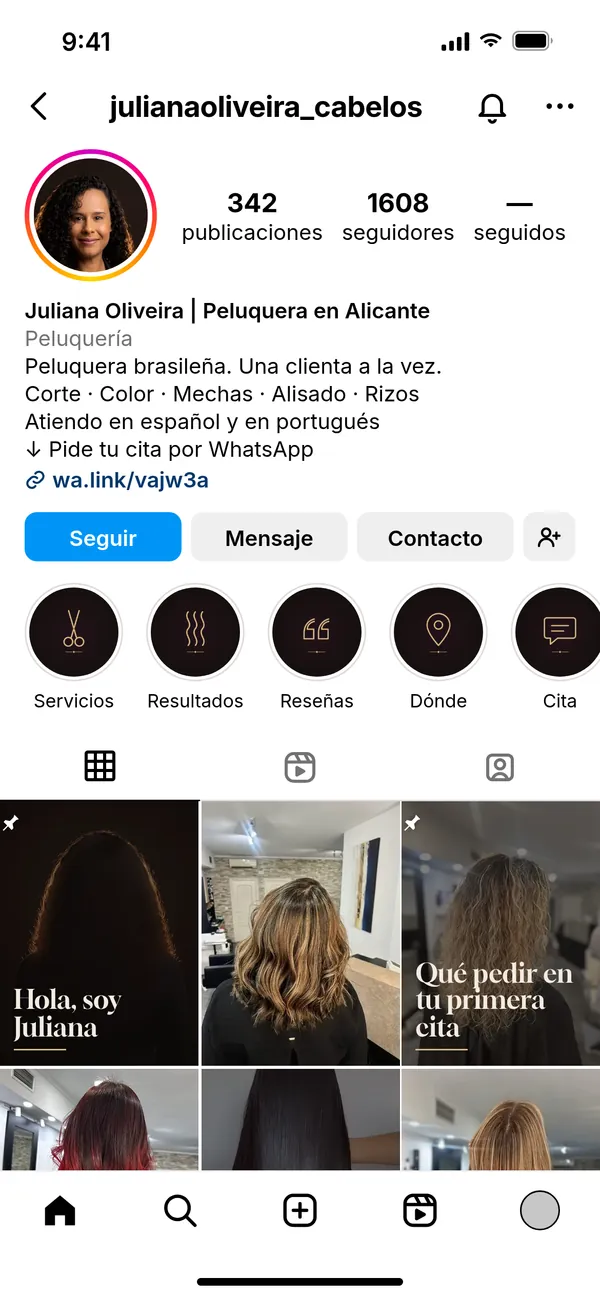 9:41
julianaoliveira_cabelos
342
publicaciones
1608
seguidores
—
seguidos
Juliana Oliveira | Peluquera en Alicante
Peluquería
Peluquera brasileña. Una clienta a la vez.
Corte · Color · Mechas · Alisado · Rizos
Atiendo en español y en portugués
↓ Pide tu cita por WhatsApp
wa.link/vajw3a
Seguir
Mensaje
Contacto
Servicios
Resultados
Reseñas
Dónde
Cita
Hola, soy
Juliana
Qué pedir en
tu primera
cita